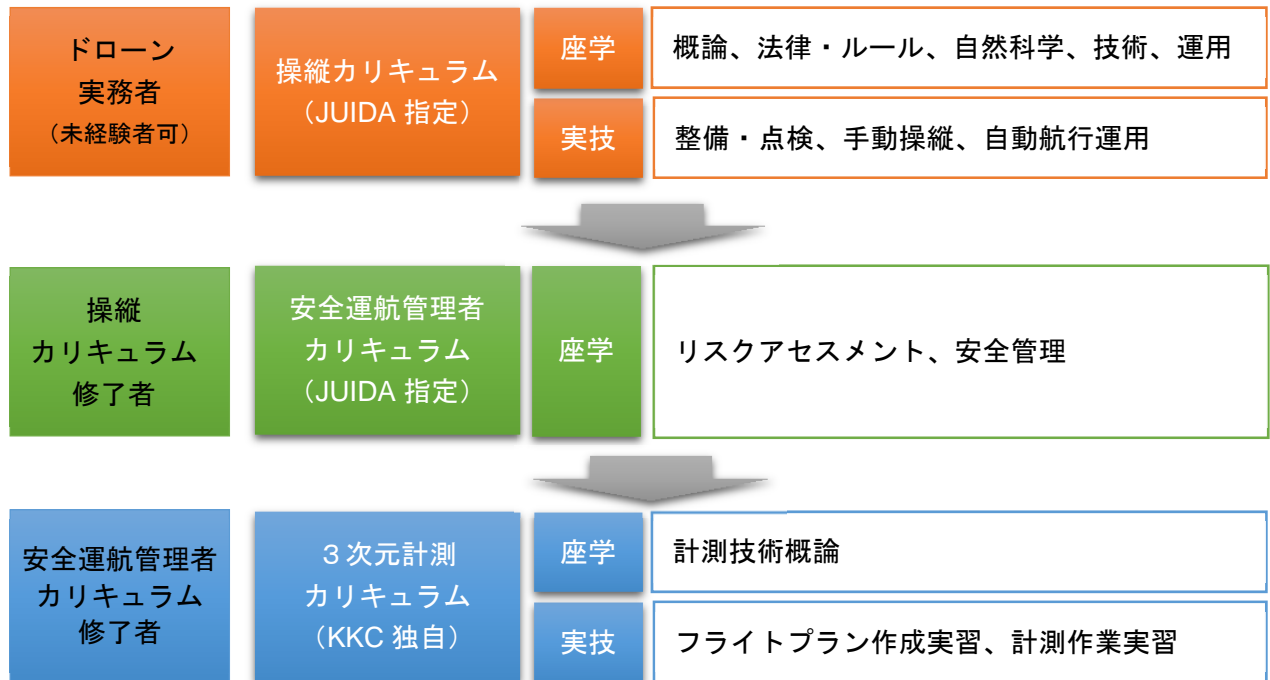 ドローン
実務者
（未経験者可）
操縦カリキュラム
（JUIDA 指定）
座学
概論、法律・ルール、自然科学、技術、運用
実技
整備・点検、手動操縦、自動航行運用
操縦
カリキュラム
修了者
安全運航管理者
カリキュラム
（JUIDA 指定）
座学
リスクアセスメント、安全管理
安全運航管理者
カリキュラム
修了者
３次元計測
カリキュラム
（KKC 独自）
座学
計測技術概論
実技
フライトプラン作成実習、計測作業実習